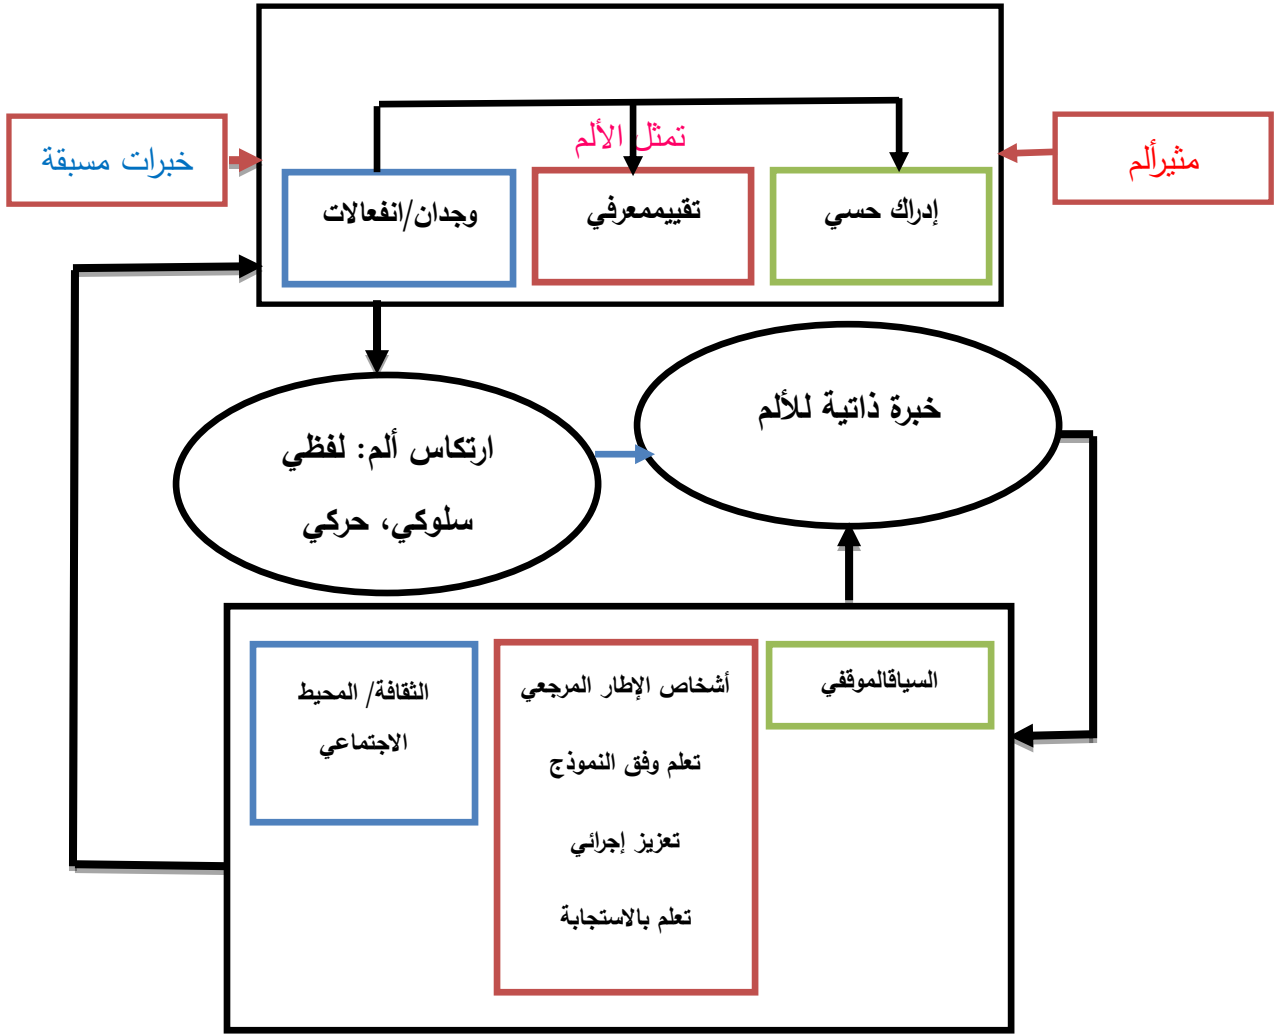 تمثل الألم
مثيرألم
خبرات مسبقة
إدراك حسي
تقييممعرفي
وجدان/انفعالات
خبرة ذاتية للألم
ارتكاس ألم: لفظي
سلوكي، حركي
السياقالموقفي
أشخاص الإطار المرجعي
تعلم وفق النموذج
تعزيز إجرائي
تعلم بالاستجابة
الثقافة/ المحيط
الاجتماعي